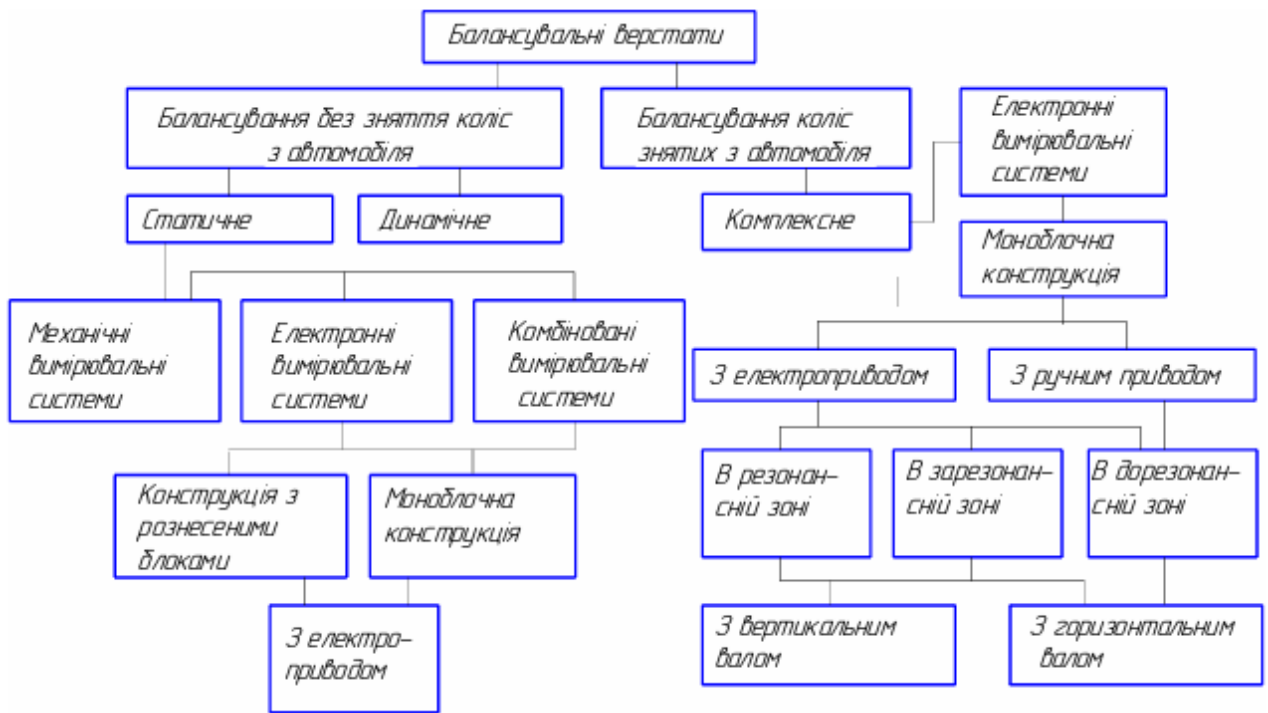 Балансувальні верстати
Балансування без зняття коліс
з автомобіля
Балансування коліс
знятих з автомобіля
Електронні
вимірювальні
системи
Статичне
Динамічне
Комплексне
Моноблочна
конструкція
Механічні
вимірювальні
системи
Електронні
вимірювальні
системи
Комбіновані
вимірювальні
системи
З електроприводом
З ручним приводом
Конструкція з
рознесеними
блоками
Моноблочна
конструкція
В резонан-
сній зоні
В зарезонан-
сній зоні
В дорезонан-
сній зоні
З електро-
приводом
З вертикальним
валом
З горизонтальним
валом